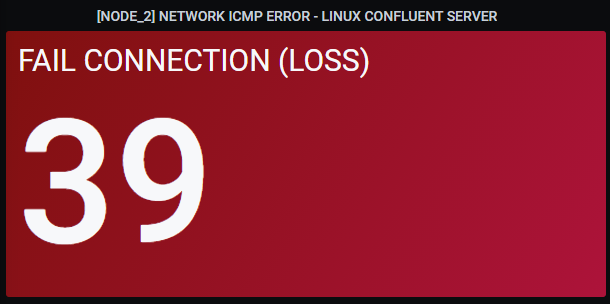 [NODE_2] NETWORK ICMP ERROR - LINUX CONFLUENT SERVER
FAIL CONNECTION (LOSS)
39